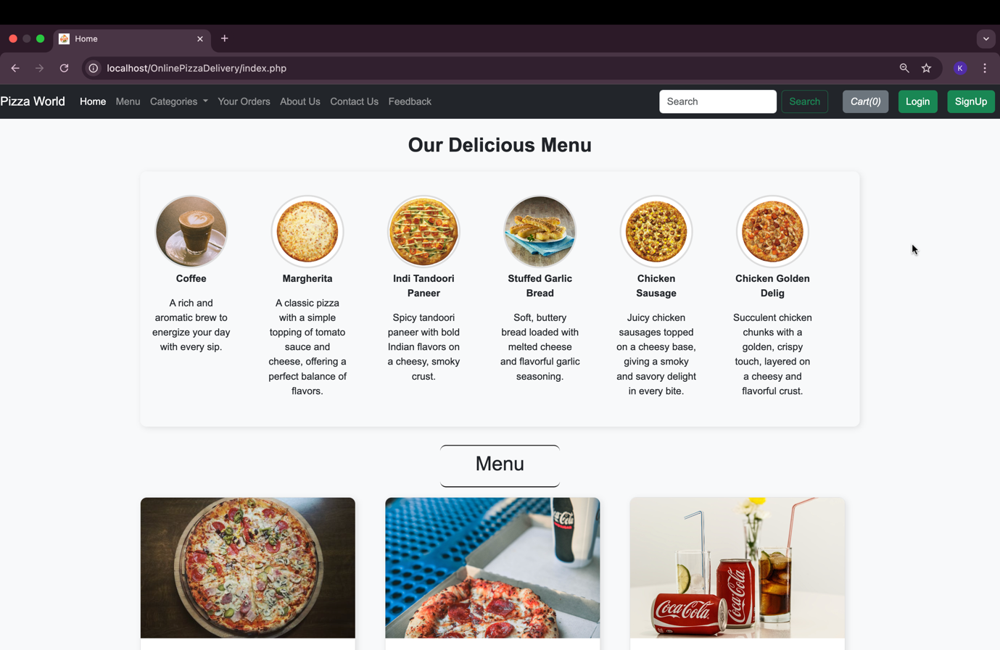 Home
localhost/OnlinePizzaDelivery/index.php
K
Pizza World Home Menu Categories Your Orders About Us Contact Us Feedback Search Search Cart(0) Login SignUp
Our Delicious Menu
Coffee
A rich and
aromatic brew to
energize your day
with every sip.
Margherita
A classic pizza
with a simple
topping of tomato
sauce and
cheese, offering a
perfect balance of
flavors.
Indi Tandoori
Paneer
Spicy tandoori
paneer with bold
Indian flavors on
a cheesy, smoky
crust.
Stuffed Garlic
Bread
Soft, buttery
bread loaded with
melted cheese
and flavorful garlic
seasoning.
Chicken
Sausage
Juicy chicken
sausages topped
on a cheesy base,
giving a smoky
and savory delight
in every bite.
Chicken Golden
Delig
Succulent chicken
chunks with a
golden, crispy
touch, layered on
a cheesy and
flavorful crust.
Menu
Coca-Cola
Coca-Cola
Coca-Cola